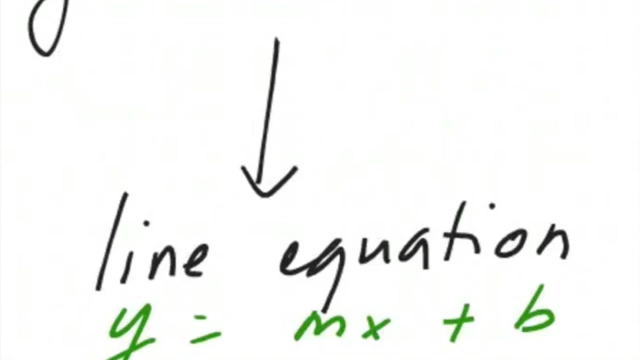 line equation
y = mx + b